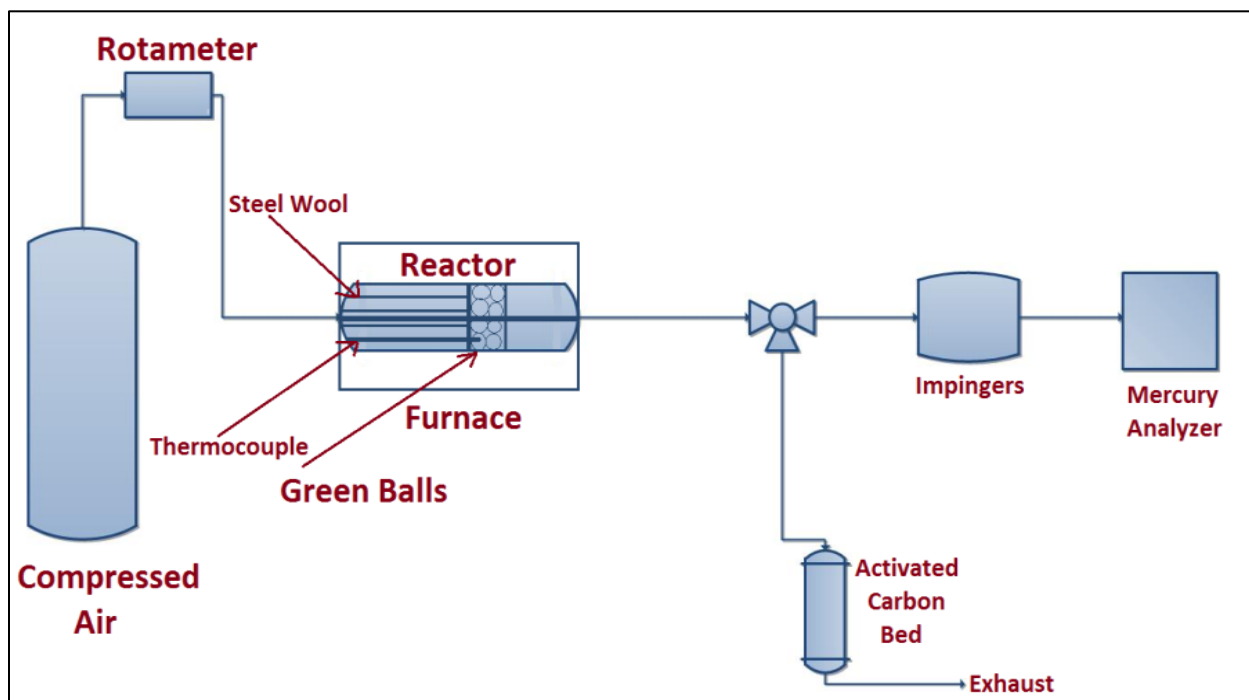 Rotameter
Steel Wool
Reactor
Furnace
Thermocouple
Green Balls
Compressed
Air
Impingers
Mercury
Analyzer
Activated
Carbon
Bed
Exhaust